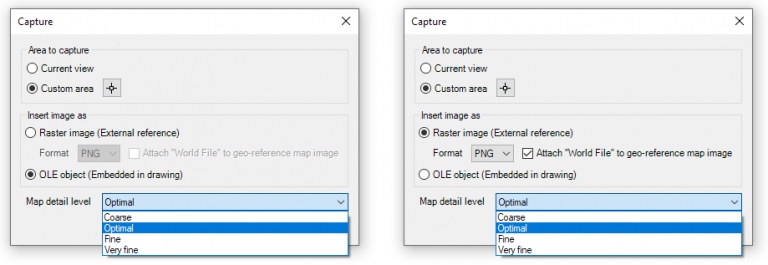 Capture
Area to capture
Current view
Custom area
Insert image as
Raster image (External reference)
Format PNG Attach "World File" to geo-reference map image
OLE object (Embedded in drawing)
Map detail level Optimal
Coarse
Optimal
Fine
Very fine
Capture
Area to capture
Current view
Custom area
Insert image as
Raster image (External reference)
Format PNG Attach "World File" to geo-reference map image
OLE object (Embedded in drawing)
Map detail level Optimal
Coarse
Optimal
Fine
Very fine